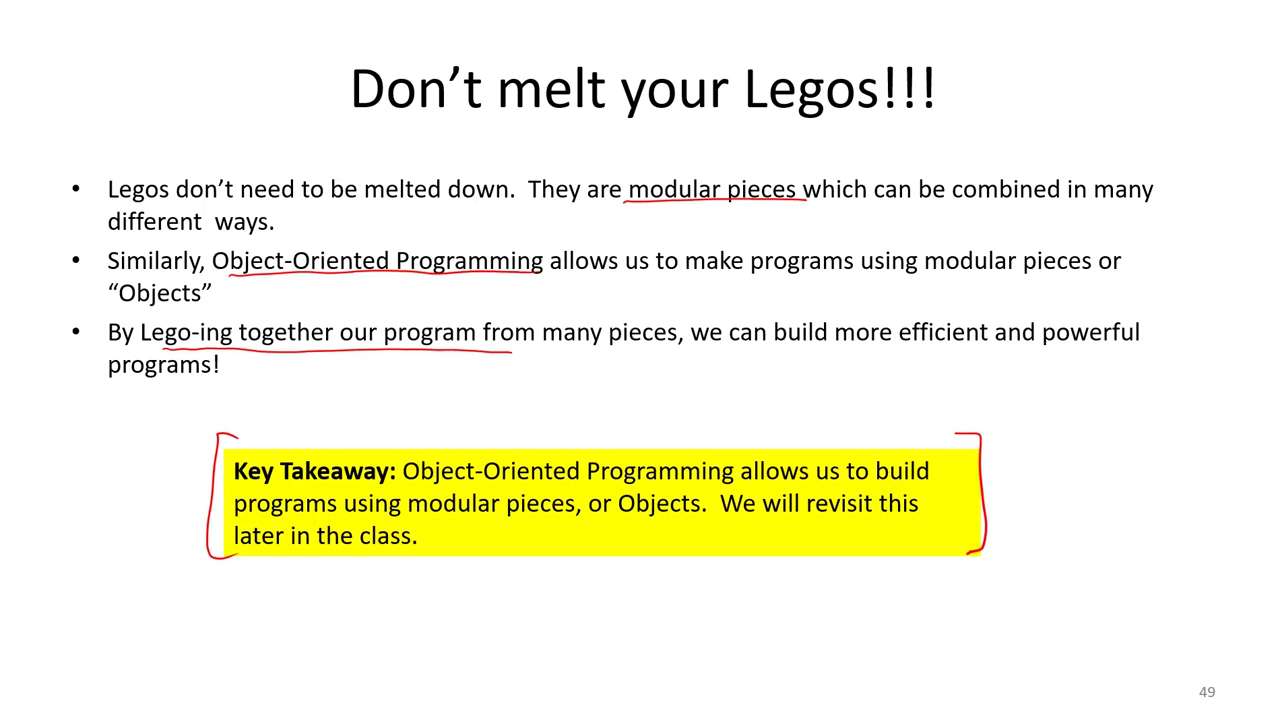 Don’t melt your Legos!!!
• Legos don’t need to be melted down.  They are modular pieces which can be combined in many
different  ways.
• Similarly, Object-Oriented Programming allows us to make programs using modular pieces or
“Objects”
• By Lego-ing together our program from many pieces, we can build more efficient and powerful
programs!
Key Takeaway: Object-Oriented Programming allows us to build
programs using modular pieces, or Objects.  We will revisit this
later in the class.
49